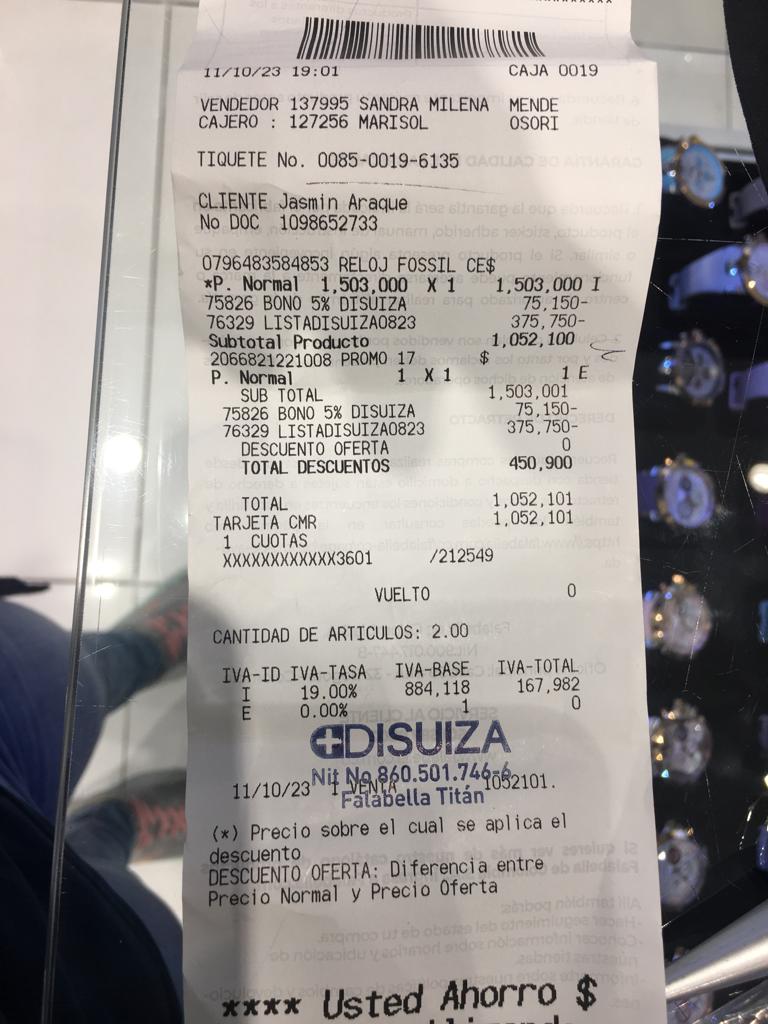 11/10/23 19:01 CAJA 0019
VENDEDOR 137995 SANDRA MILENA MENDE
CAJERO : 127256 MARISOL OSORI
TIQUETE No. 0085-0019-6135
CLIENTE Jasmin Araque
No DOC 1098652733
0796483584853 RELOJ FOSSIL CE$
*P. Normal 1,503,000 X 1 1,503,000 I
75826 BONO 5% DISUIZA 75,150-
76329 LISTADISUIZA0823 375,750-
Subtotal Producto 1,052,100
2066821221008 PROMO 17 $
P. Normal 1 X 1 1 E
SUB TOTAL 1,503,001
75826 BONO 5% DISUIZA 75,150-
76329 LISTADISUIZA0823 375,750-
DESCUENTO OFERTA 0
TOTAL DESCUENTOS 450,900
TOTAL 1,052,101
TARJETA CMR 1,052,101
1 CUOTAS
XXXXXXXXXXXX3601 /212549
VUELTO 0
CANTIDAD DE ARTICULOS: 2.00
IVA-ID IVA-TASA IVA-BASE IVA-TOTAL
I 19.00% 884,118 167,982
E 0.00% 1 0
DISUIZA
Nit No 860.501.746-6
11/10/23 1 VENTA 1052101.
Falabella Titán
(*) Precio sobre el cual se aplica el
descuento
DESCUENTO OFERTA: Diferencia entre
Precio Normal y Precio Oferta
**** Usted Ahorro $